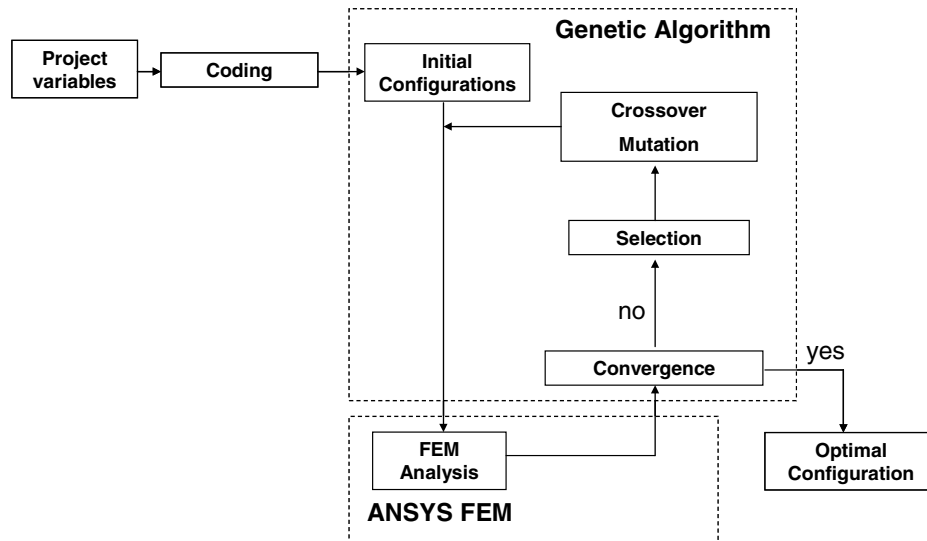 Genetic Algorithm
Project
variables
Coding
Initial
Configurations
Crossover
Mutation
Selection
no
Convergence
yes
FEM
Analysis
Optimal
Configuration
ANSYS FEM